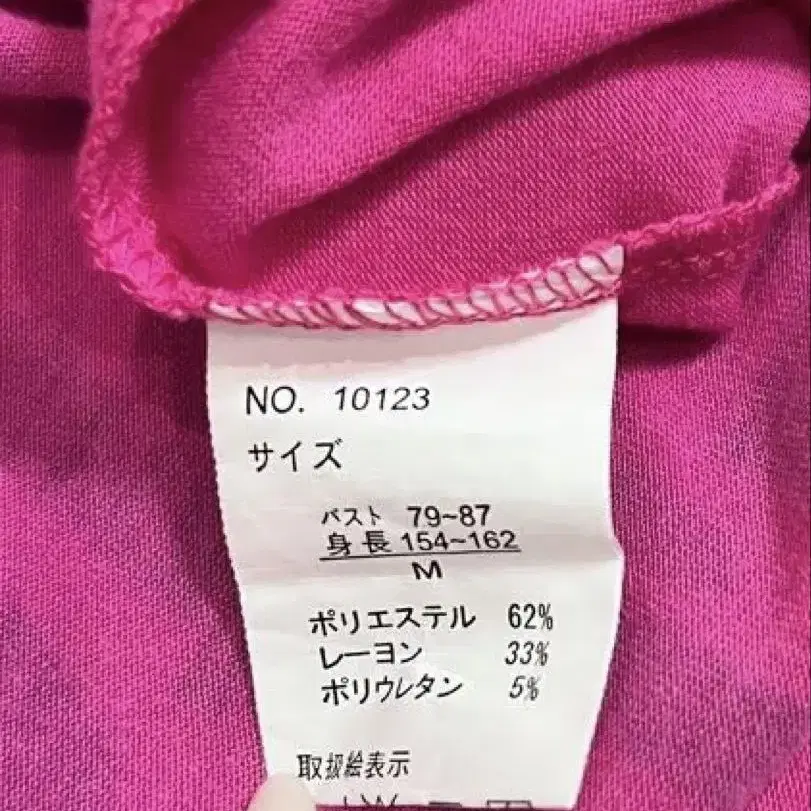 NO. 10123
サイズ
バスト 79~87
身長 154~162
M
ポリエステル 62%
レーヨン 33%
ポリウレタン 5%
取扱絵表示